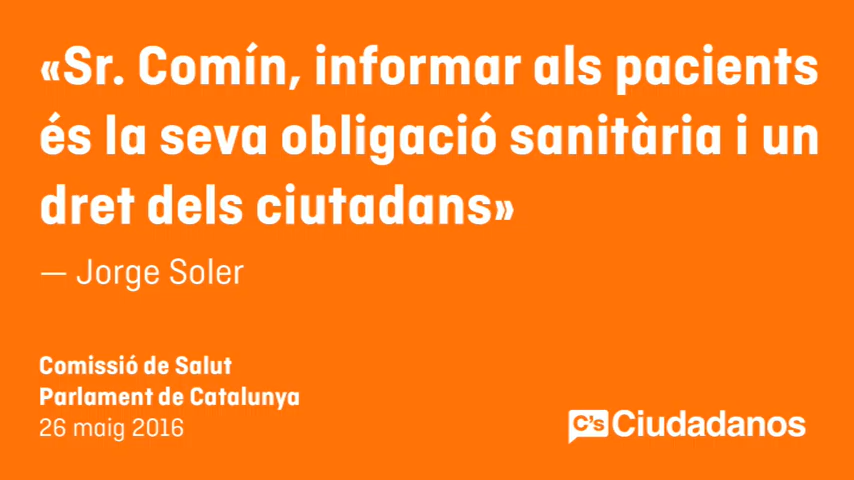 «Sr. Comín, informar als pacients
és la seva obligació sanitària i un
dret dels ciutadans»
— Jorge Soler
Comissió de Salut
Parlament de Catalunya
26 maig 2016
C's Ciudadanos